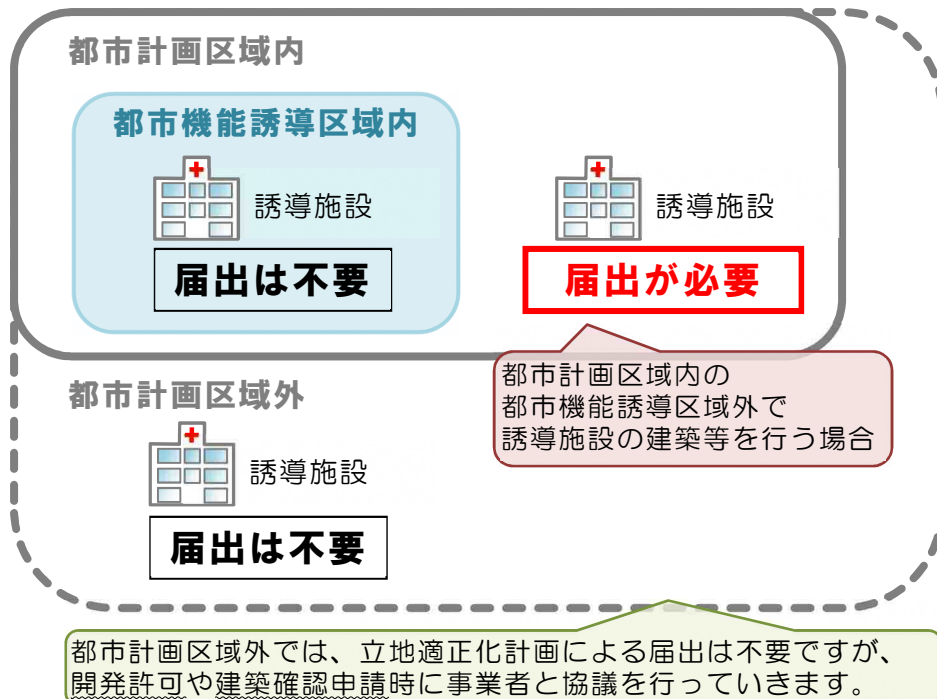 都市計画区域内
都市機能誘導区域内
誘導施設
届出は不要
誘導施設
届出が必要
都市計画区域内の
都市機能誘導区域外で
誘導施設の建築等を行う場合
都市計画区域外
誘導施設
届出は不要
都市計画区域外では、立地適正化計画による届出は不要ですが、
開発許可や建築確認申請時に事業者と協議を行っていきます。